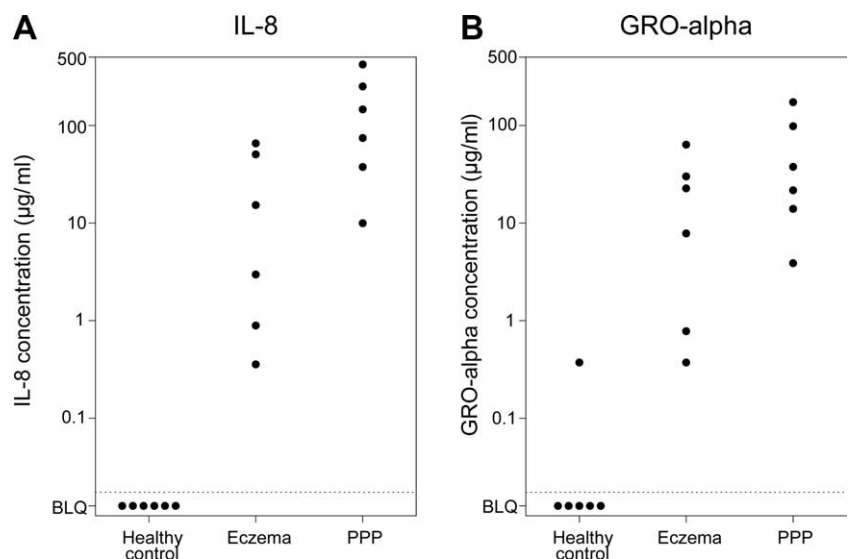 A
IL-8
IL-8 concentration (µg/ml)
500
100
10
1
0.1
BLQ
Healthy
control
Eczema
PPP
B
GRO-alpha
GRO-alpha concentration (µg/ml)
500
100
10
1
0.1
BLQ
Healthy
control
Eczema
PPP